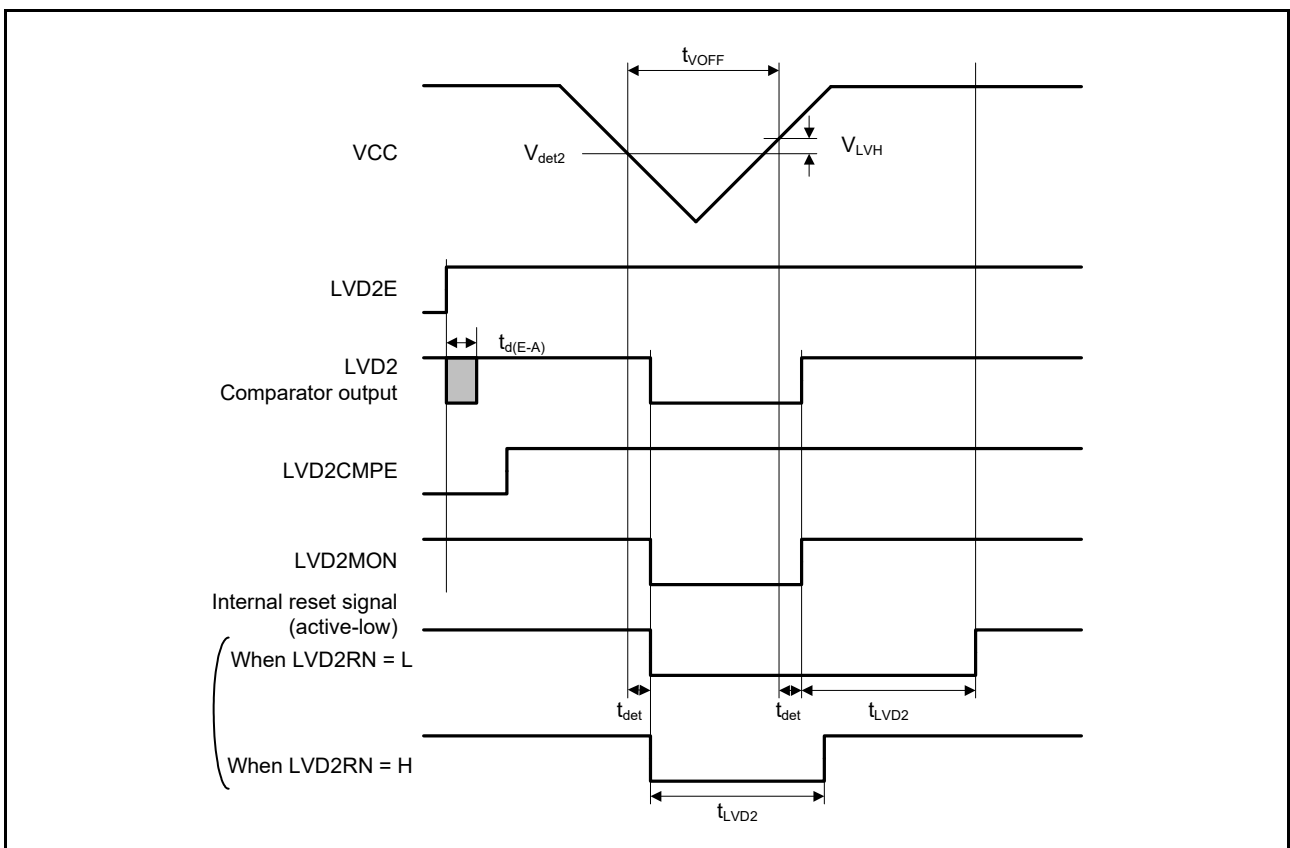 tVOFF
VCC
Vdet2
VLVH
LVD2E
td(E-A)
LVD2
Comparator output
LVD2CMPE
LVD2MON
Internal reset signal
(active-low)
When LVD2RN = L
tdet
tdet
tLVD2
When LVD2RN = H
tLVD2